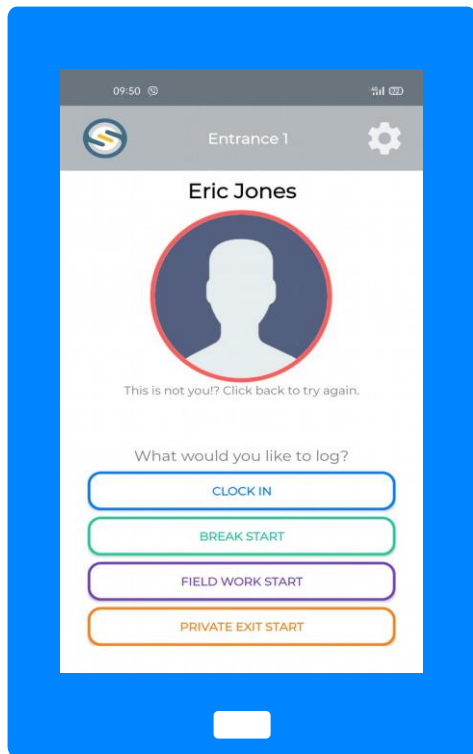 09:50
Entrance 1
Eric Jones
This is not you!? Click back to try again.
What would you like to log?
CLOCK IN
BREAK START
FIELD WORK START
PRIVATE EXIT START